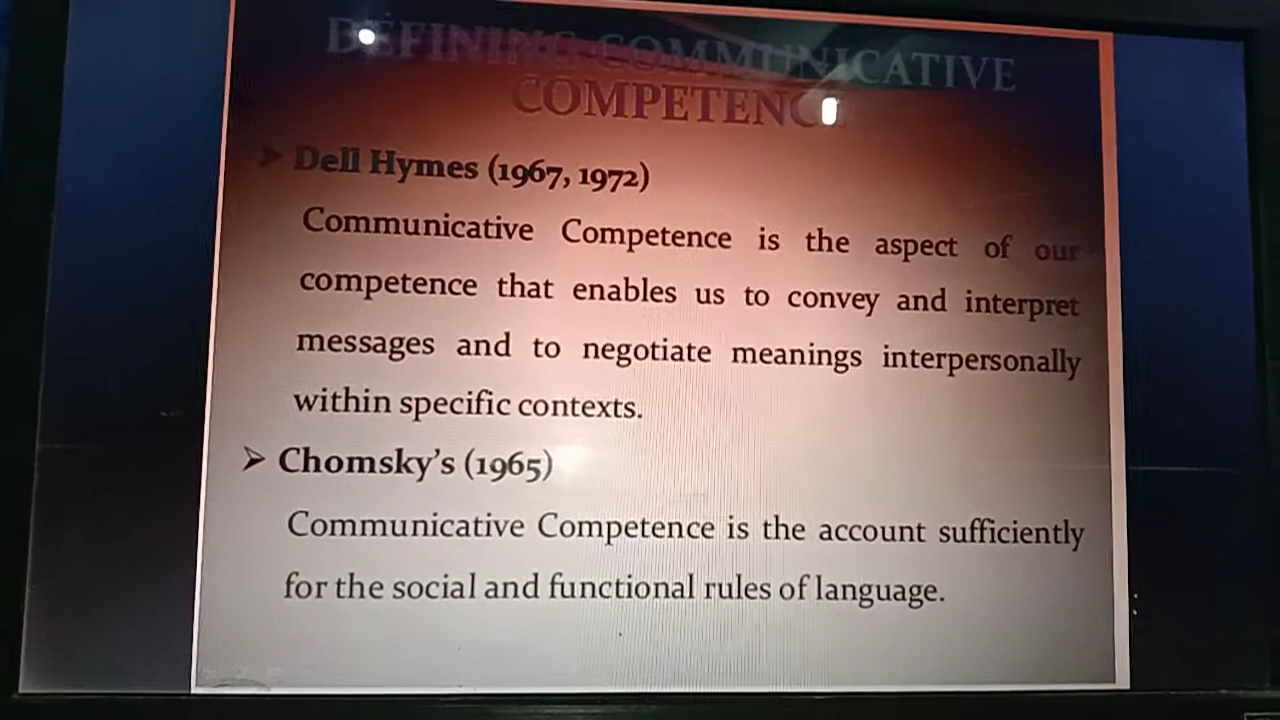 DEFINING COMMUNICATIVE
COMPETENCE
➤ Dell Hymes (1967, 1972)
Communicative Competence is the aspect of our
competence that enables us to convey and interpret
messages and to negotiate meanings interpersonally
within specific contexts.
➤ Chomsky's (1965)
Communicative Competence is the account sufficiently
for the social and functional rules of language.